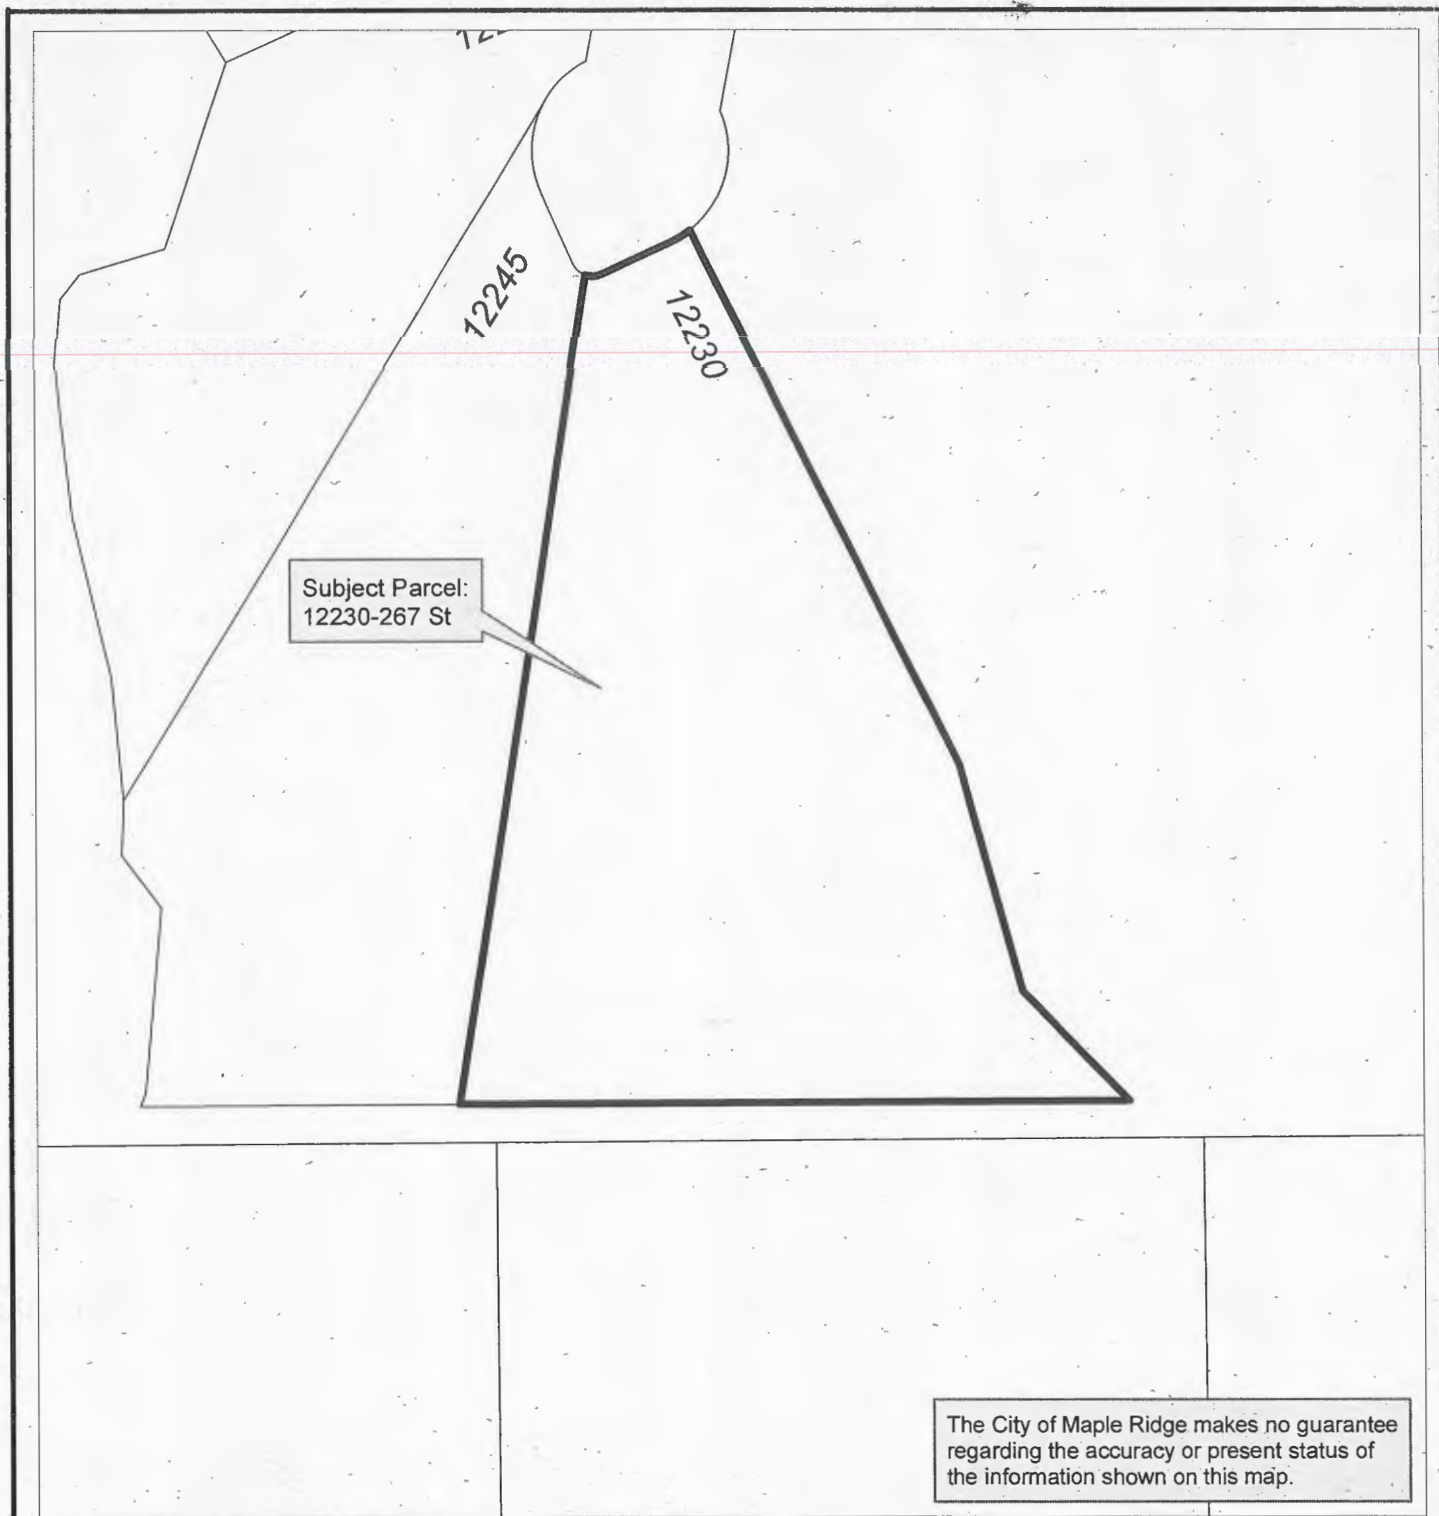 12245
12230
Subject Parcel:
12230-267 St
The City of Maple Ridge makes no guarantee
regarding the accuracy or present status of
the information shown on this map.